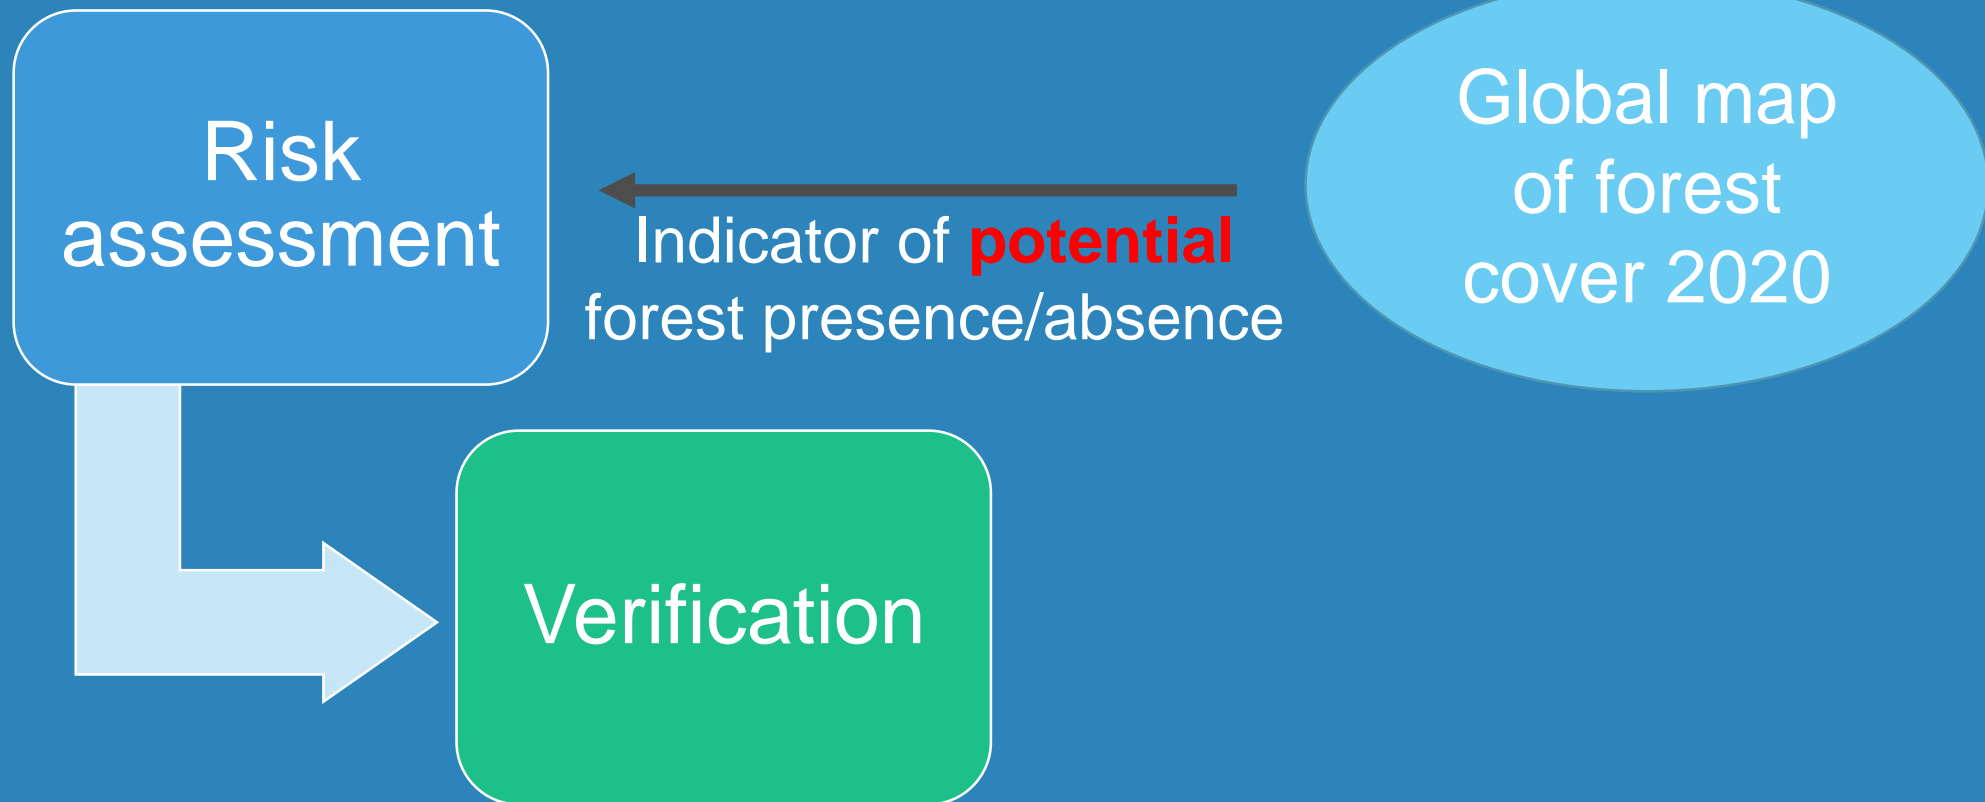 Risk
assessment
Indicator of potential
forest presence/absence
Global map
of forest
cover 2020
Verification